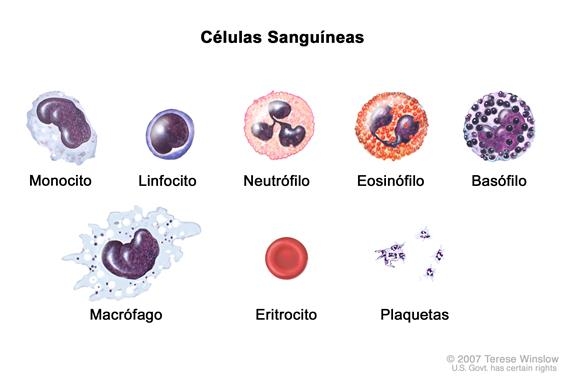 Células Sanguíneas
Monocito
Linfocito
Neutrófilo
Eosinófilo
Basófilo
Macrófago
Eritrocito
Plaquetas
© 2007 Terese Winslow
U.S. Govt. has certain rights